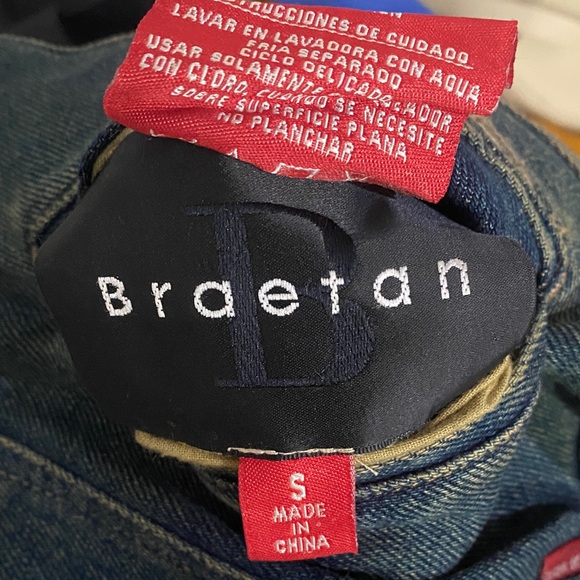 INSTRUCCIONES DE CUIDADO
LAVAR EN LAVADORA CON AGUA
FRIA SEPARADO
CICLO DELICADO
USAR SOLAMENTE
CON CLORO, CUANDO SE NECESITE
SOBRE SUPERFICIE PLANA
NO PLANCHAR
B
Braetan
S
MADE
IN
CHINA